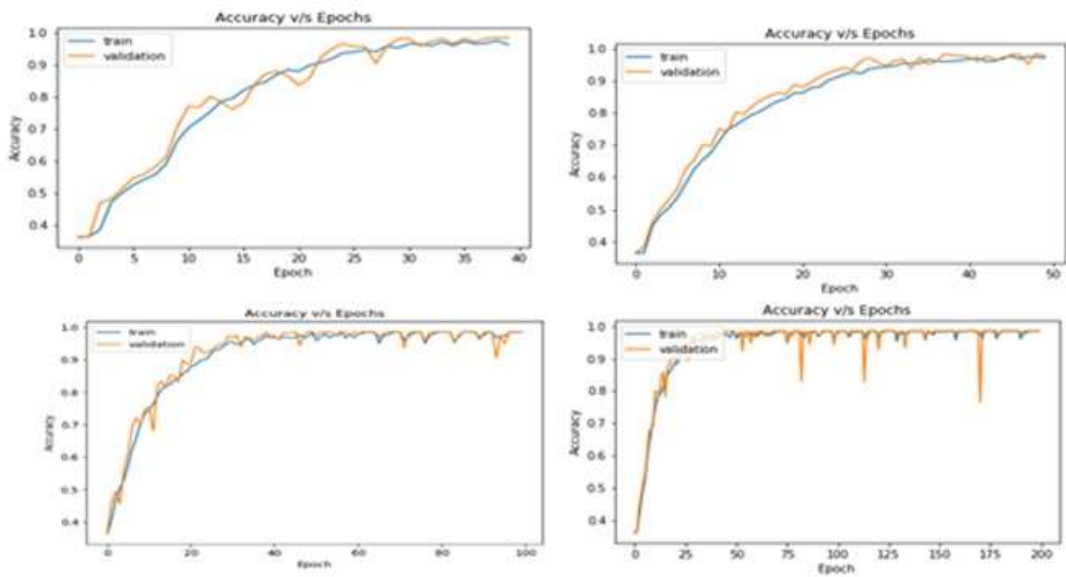 Accuracy v/s Epochs
train
validation
1.0
0.9
0.8
0.7
0.6
0.5
0.4
Accuracy
0 5 10 15 20 25 30 35 40
Epoch
Accuracy v/s Epochs
train
validation
1.0
0.9
0.8
0.7
0.6
0.5
0.4
Accuracy
0 10 20 30 40 50
Epoch
Accuracy v/s Epochs
train
validation
1.0
0.9
0.8
0.7
0.6
0.5
0.4
Accuracy
0 20 40 60 80 100
Epoch
Accuracy v/s Epochs
train
validation
1.0
0.9
0.8
0.7
0.6
0.5
0.4
Accuracy
0 25 50 75 100 125 150 175 200
Epoch